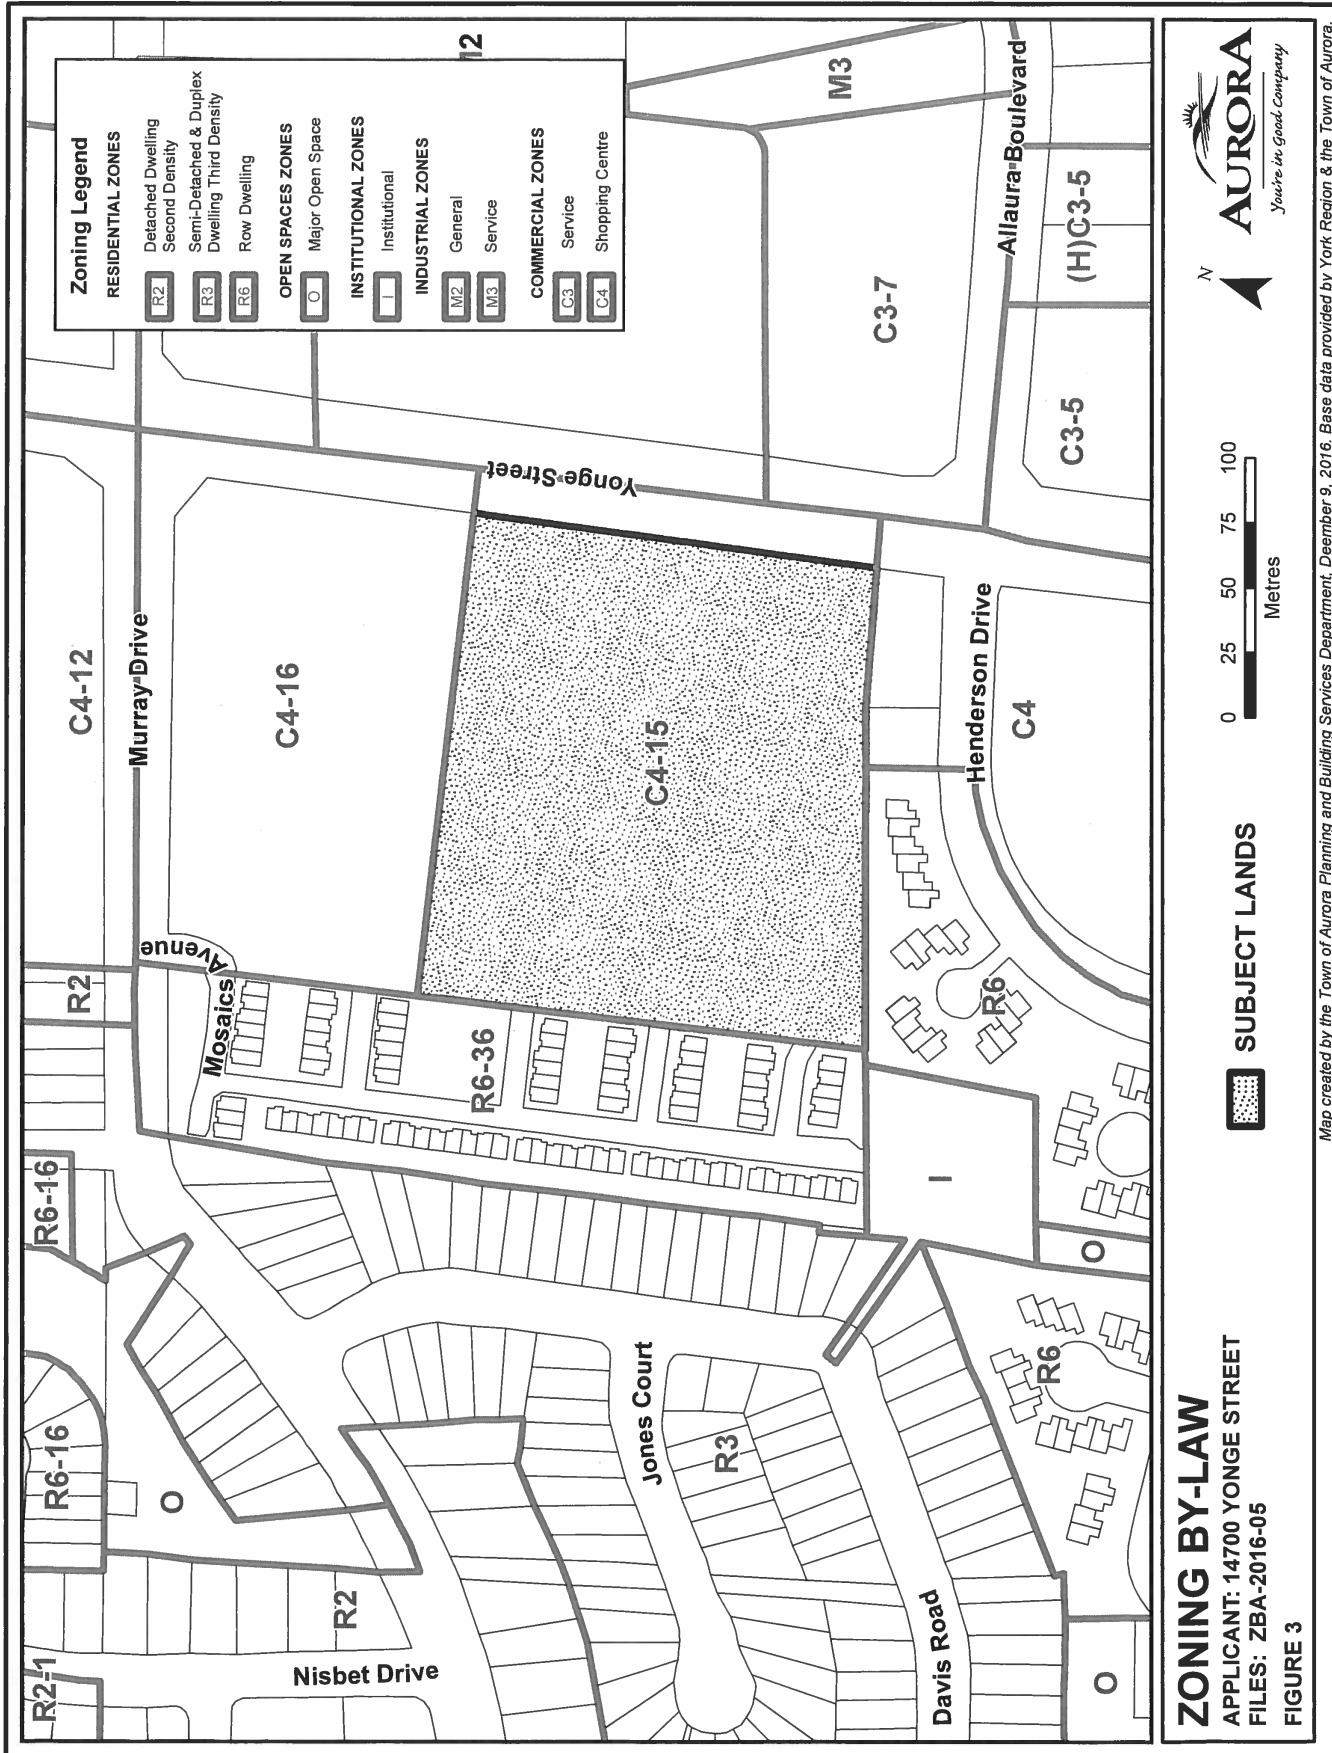 Zoning Legend
RESIDENTIAL ZONES
R2
Detached Dwelling
Second Density
R3
Semi-Detached & Duplex
Dwelling Third Density
R6
Row Dwelling
OPEN SPACES ZONES
O
Major Open Space
INSTITUTIONAL ZONES
I
Institutional
INDUSTRIAL ZONES
M2
General
M3
Service
COMMERCIAL ZONES
C3
Service
C4
Shopping Centre
R2-1
R6-16
R6-16
R2
C4-12
Murray Drive
O
Mosaics
Avenue
C4-16
Nisbet Drive
R2
R6-36
Yonge Street
Jones Court
R3
C4-15
M3
C3-7
Davis Road
I
Henderson Drive
Allaura Boulevard
R6
R6
C4
C3-5
(H)C3-5
O
O
ZONING BY-LAW
APPLICANT: 14700 YONGE STREET
FILES: ZBA-2016-05
FIGURE 3
SUBJECT LANDS
0 25 50 75 100
Metres
N
AURORA
You're in Good Company
Map created by the Town of Aurora Planning and Building Services Department, Deember 9, 2016. Base data provided by York Region & the Town of Aurora.